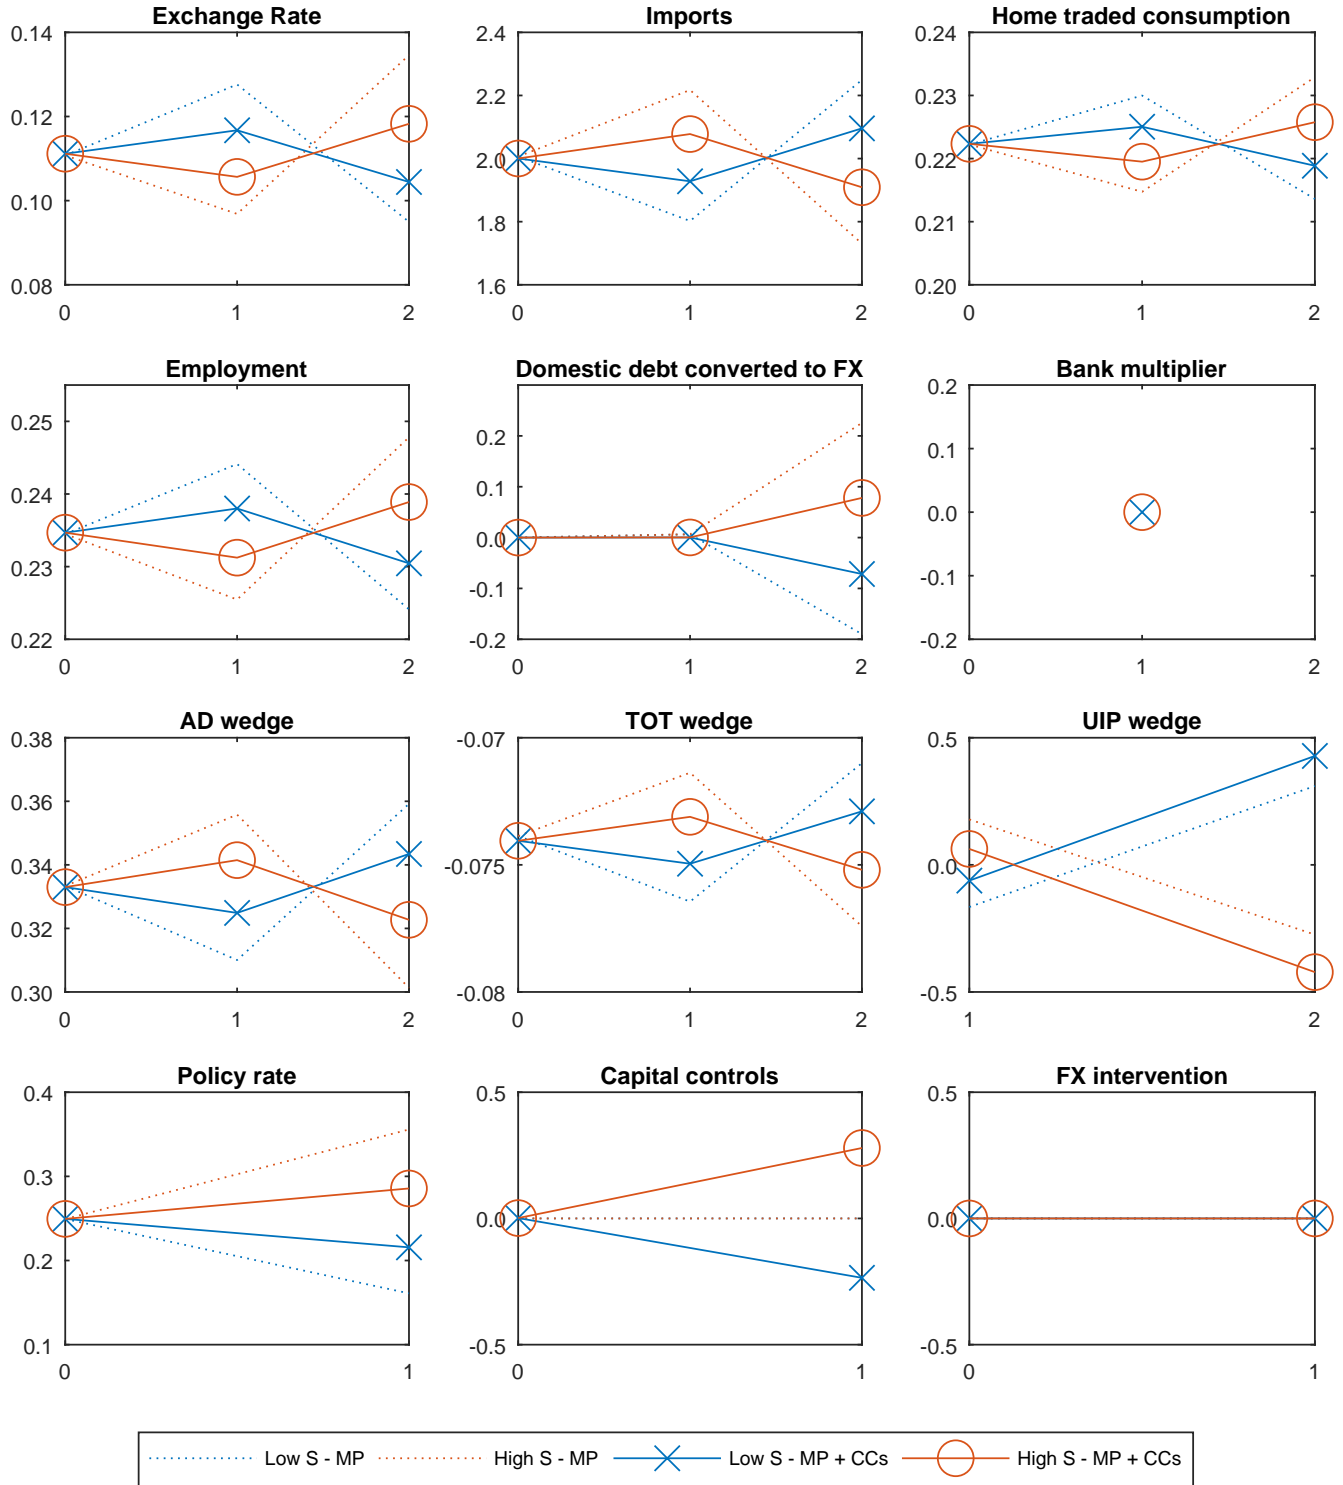 Exchange Rate
0.14
0.12
0.10
0.08
0 1 2
Imports
2.4
2.2
2.0
1.8
1.6
0 1 2
Home traded consumption
0.24
0.23
0.22
0.21
0.20
0 1 2
Employment
0.25
0.24
0.23
0.22
0 1 2
Domestic debt converted to FX
0.2
0.1
0.0
-0.1
-0.2
0 1 2
Bank multiplier
0.2
0.1
0.0
-0.1
-0.2
0 1 2
AD wedge
0.38
0.36
0.34
0.32
0.30
0 1 2
TOT wedge
-0.07
-0.075
-0.08
0 1 2
UIP wedge
0.5
0.0
-0.5
1 2
Policy rate
0.4
0.3
0.2
0.1
0 1
Capital controls
0.5
0.0
-0.5
0 1
FX intervention
0.5
0.0
-0.5
0 1
Low S - MP High S - MP Low S - MP + CCs High S - MP + CCs